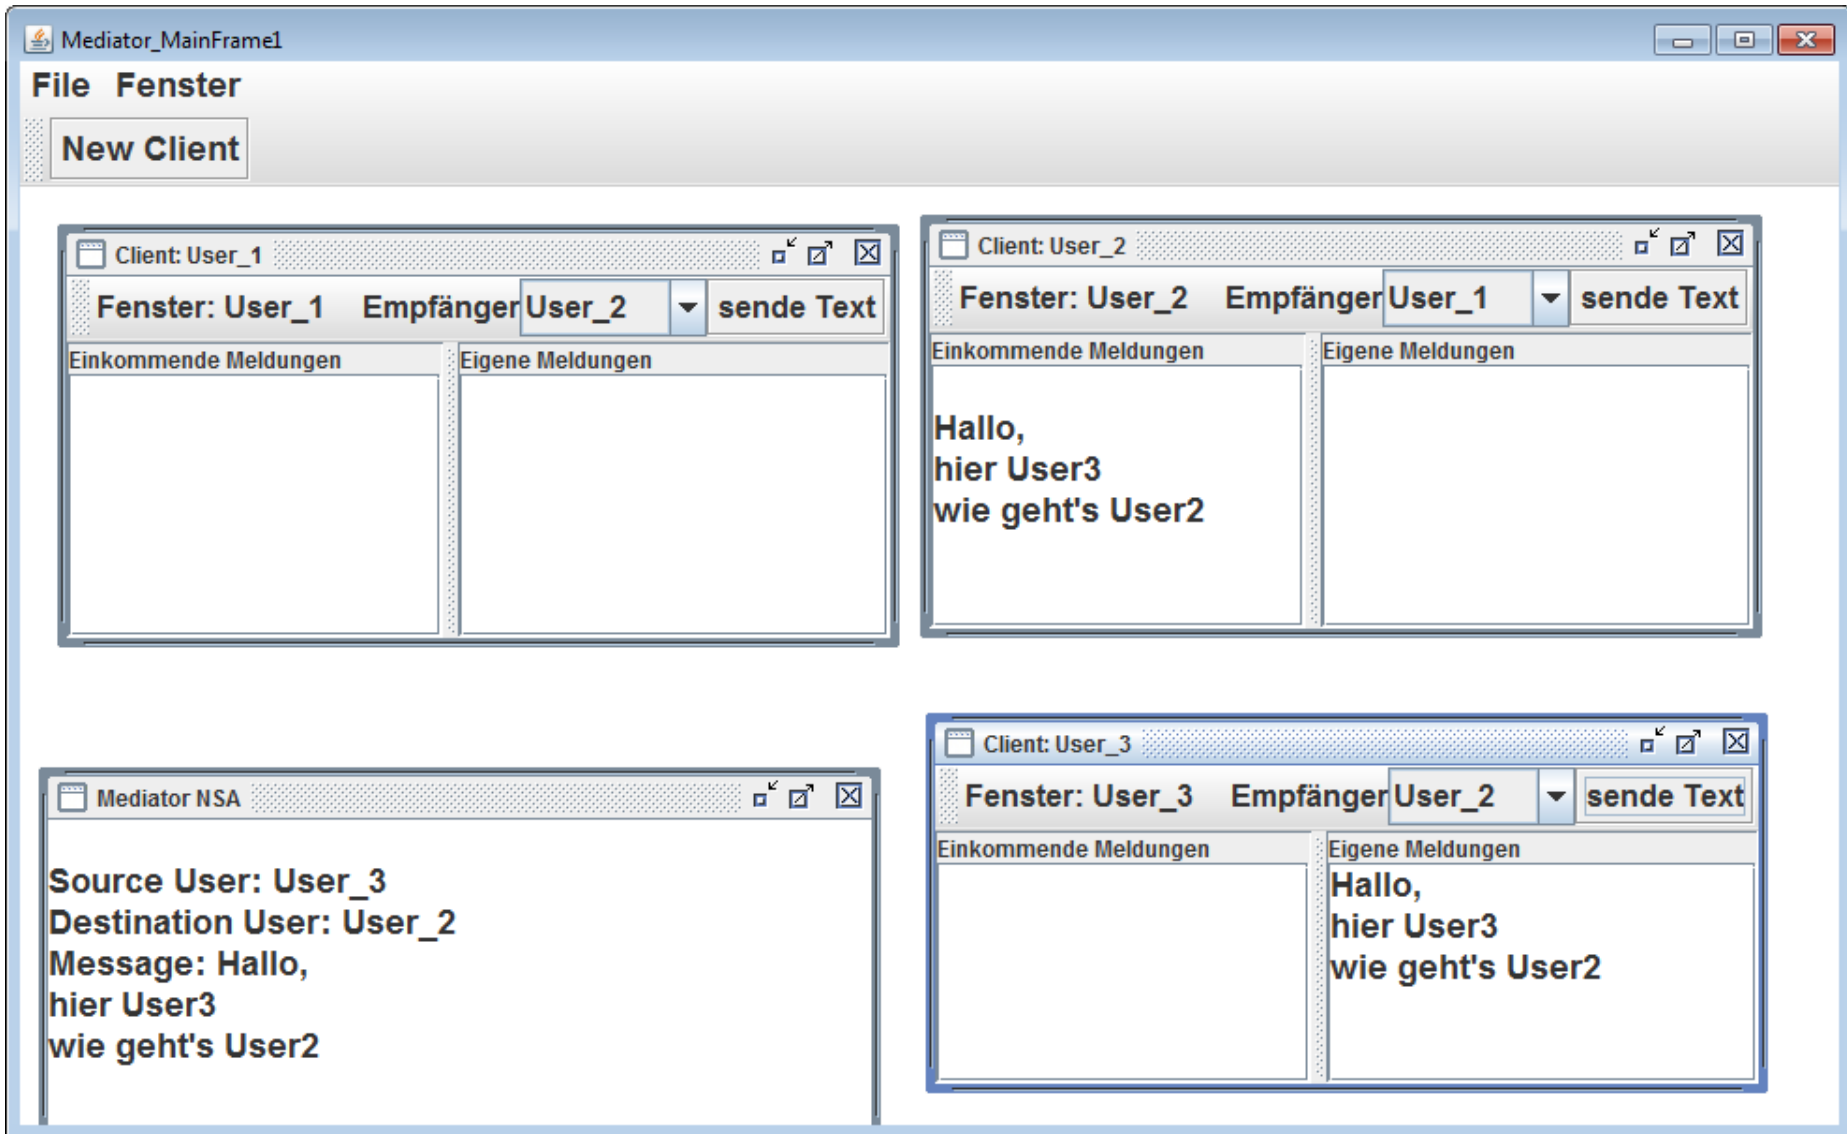 Mediator_MainFrame1
File Fenster
New Client
Client: User_1
Fenster: User_1 Empfänger User_2 sende Text
Einkommende Meldungen Eigene Meldungen
Client: User_2
Fenster: User_2 Empfänger User_1 sende Text
Einkommende Meldungen Eigene Meldungen
Hallo,
hier User3
wie geht's User2
Mediator NSA
Source User: User_3
Destination User: User_2
Message: Hallo,
hier User3
wie geht's User2
Client: User_3
Fenster: User_3 Empfänger User_2 sende Text
Einkommende Meldungen Eigene Meldungen
Hallo,
hier User3
wie geht's User2